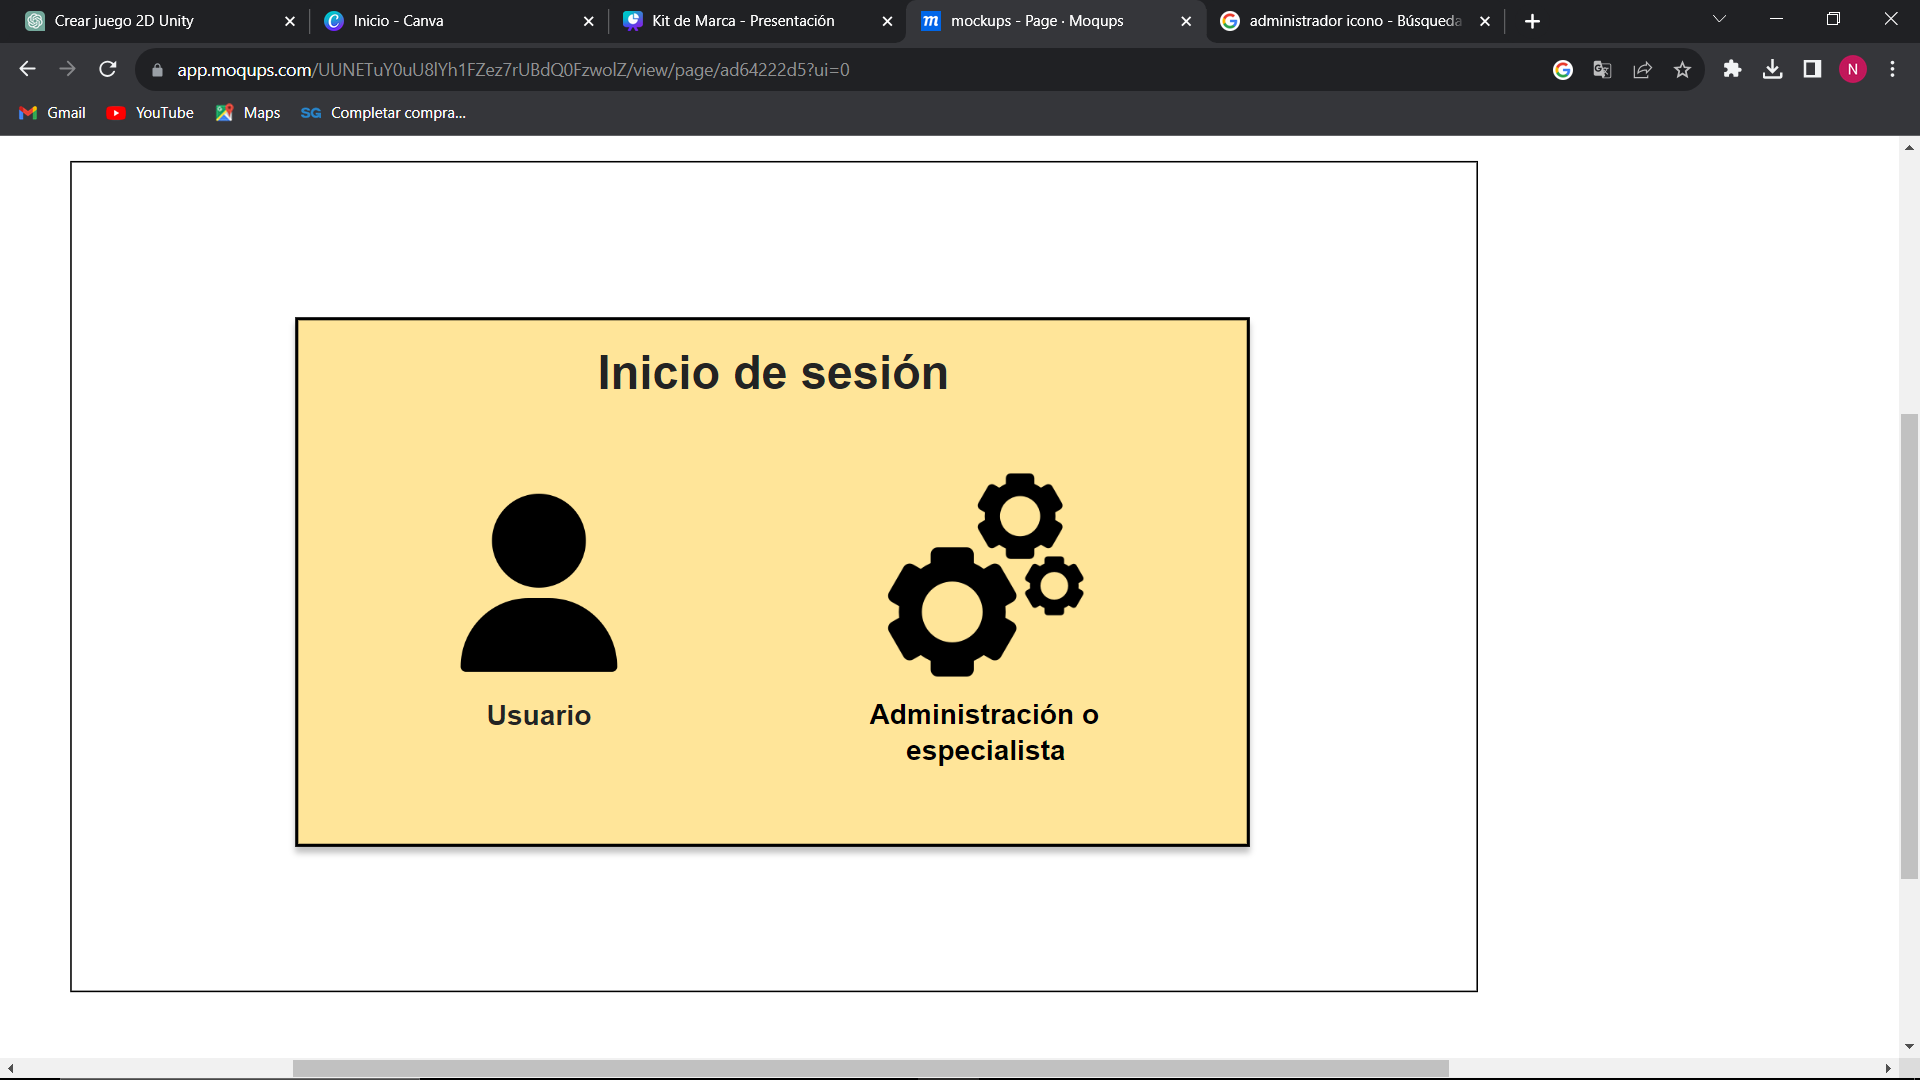 Crear juego 2D Unity
Inicio - Canva
Kit de Marca - Presentación
m mockups - Page · Moqups
administrador icono - Búsqueda
app.moqups.com/UUNETuY0uU8lYh1FZez7rUBdQ0FzwolZ/view/page/ad64222d5?ui=0
N
Gmail
YouTube
Maps
SG Completar compra...
Inicio de sesión
Usuario
Administración o
especialista